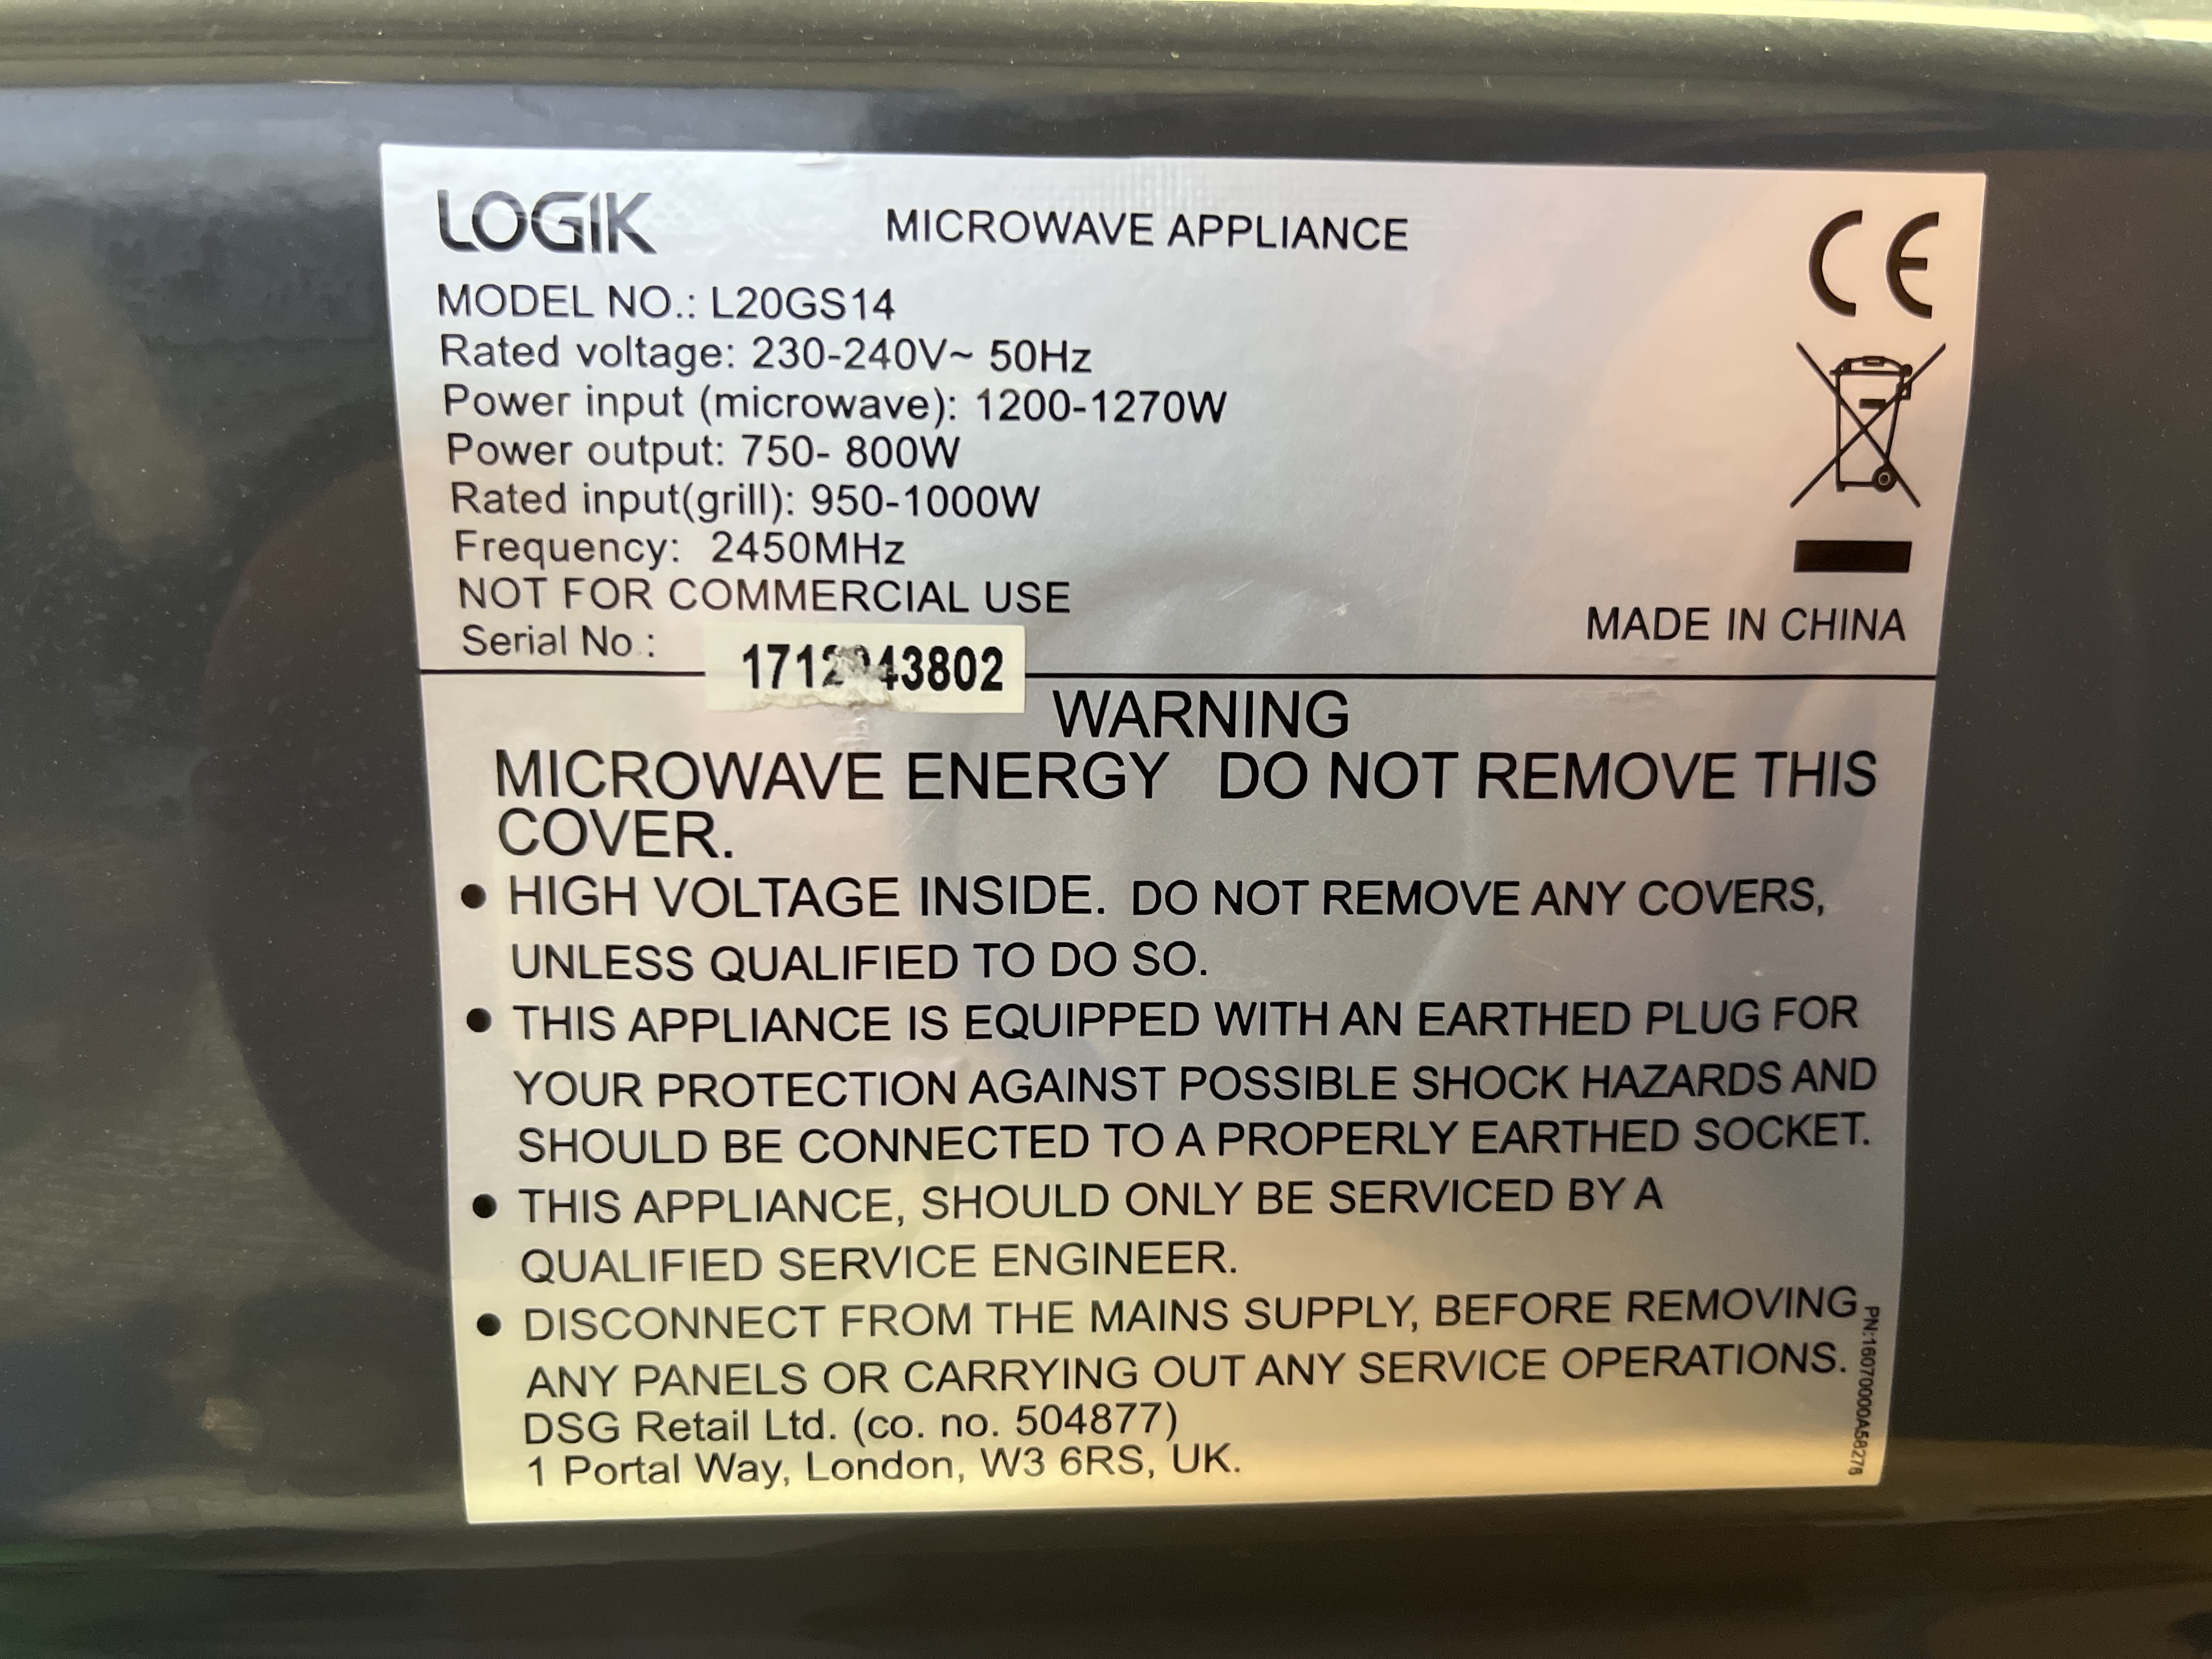 LOGIK
MICROWAVE APPLIANCE
CE
MODEL NO.: L20GS14
Rated voltage: 230-240V~ 50Hz
Power input (microwave): 1200-1270W
Power output: 750- 800W
Rated input(grill): 950-1000W
Frequency: 2450MHz
NOT FOR COMMERCIAL USE
MADE IN CHINA
Serial No.:
WARNING
MICROWAVE ENERGY DO NOT REMOVE THIS
COVER.
• HIGH VOLTAGE INSIDE. DO NOT REMOVE ANY COVERS,
UNLESS QUALIFIED TO DO SO.
• THIS APPLIANCE IS EQUIPPED WITH AN EARTHED PLUG FOR
YOUR PROTECTION AGAINST POSSIBLE SHOCK HAZARDS AND
SHOULD BE CONNECTED TO A PROPERLY EARTHED SOCKET.
• THIS APPLIANCE, SHOULD ONLY BE SERVICED BY A
QUALIFIED SERVICE ENGINEER.
• DISCONNECT FROM THE MAINS SUPPLY, BEFORE REMOVING
ANY PANELS OR CARRYING OUT ANY SERVICE OPERATIONS.
DSG Retail Ltd. (co. no. 504877)
1 Portal Way, London, W3 6RS, UK.
PN:16070000A58276